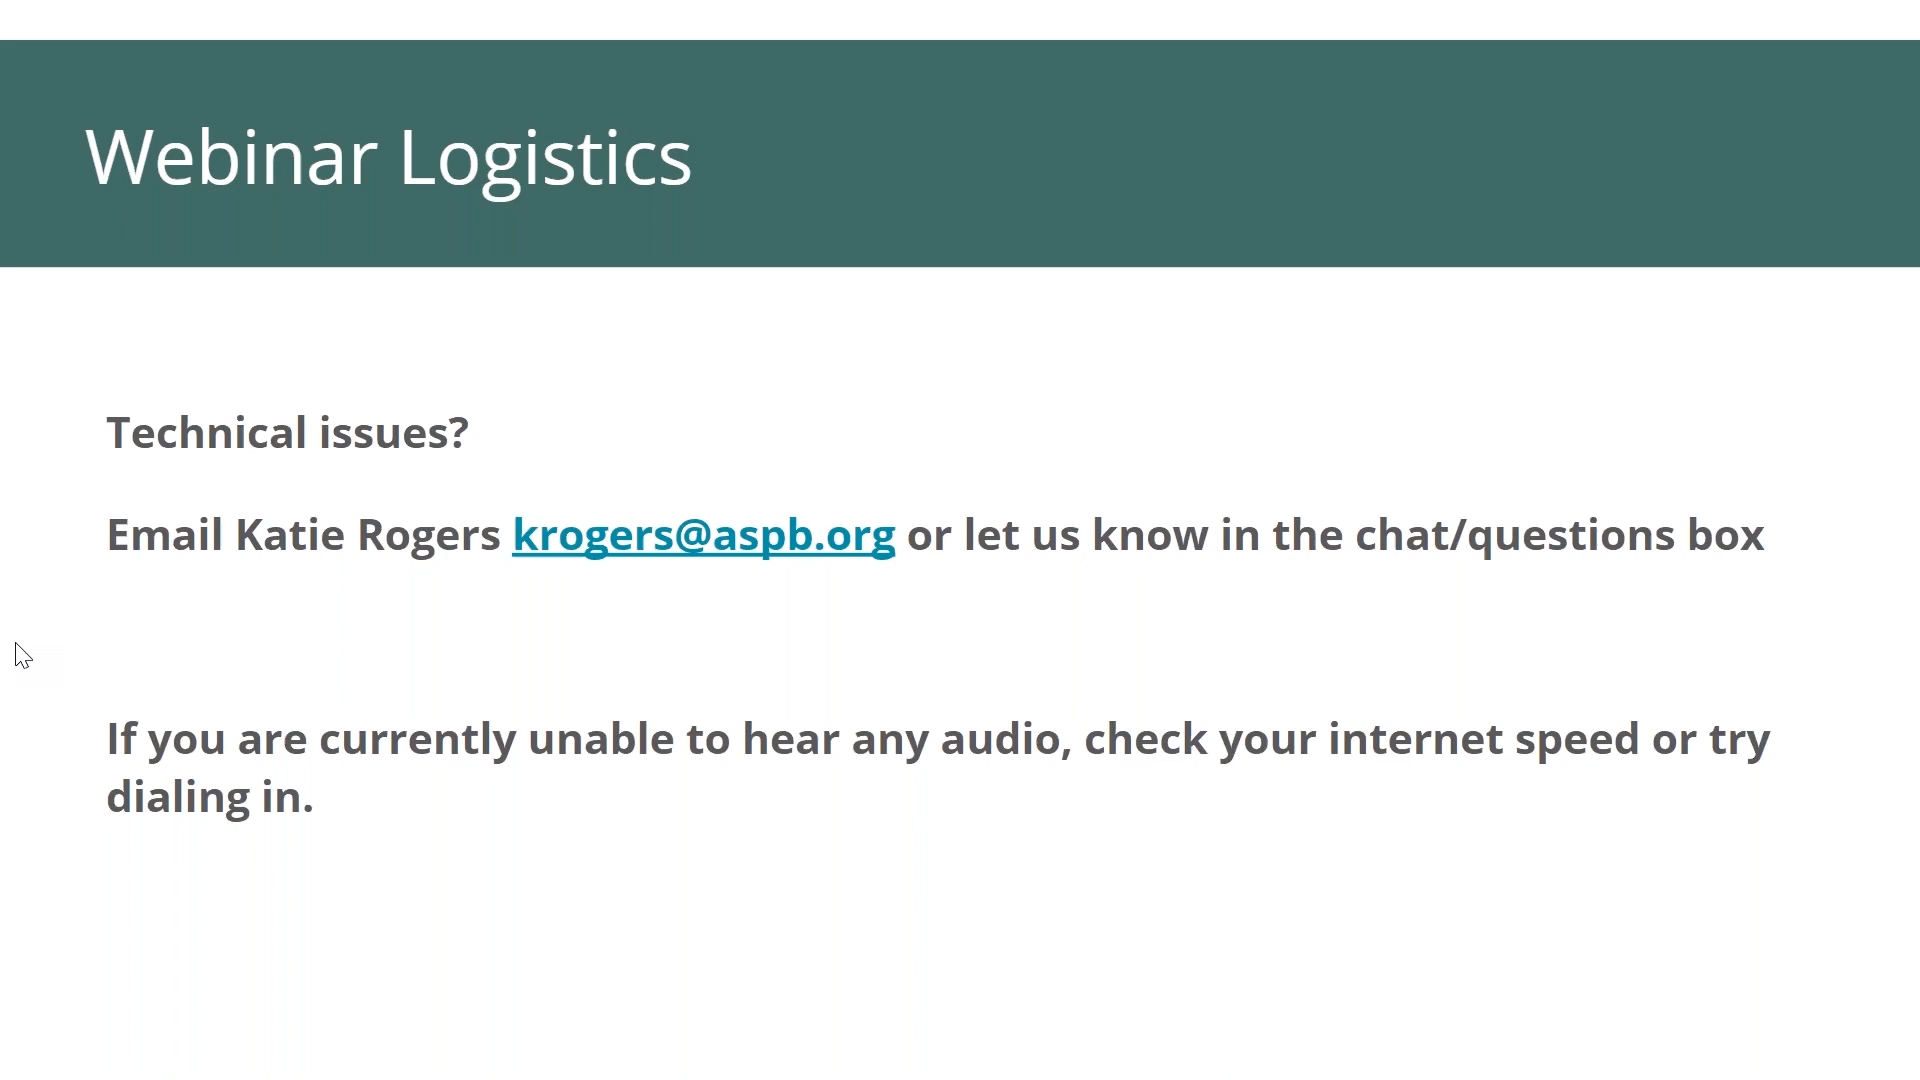 Webinar Logistics
Technical issues?
Email Katie Rogers krogers@aspb.org or let us know in the chat/questions box
If you are currently unable to hear any audio, check your internet speed or try
dialing in.